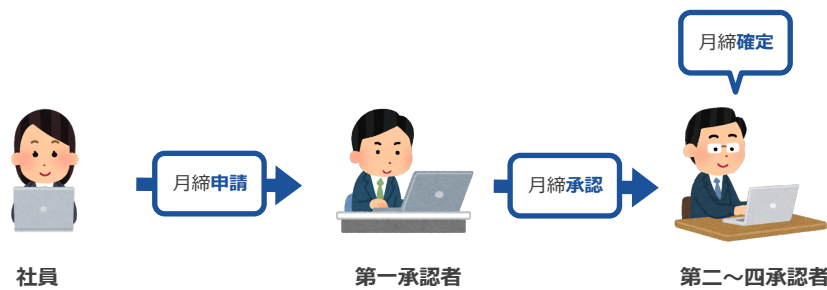 月締確定
月締申請
月締承認
社員
第一承認者
第二～四承認者